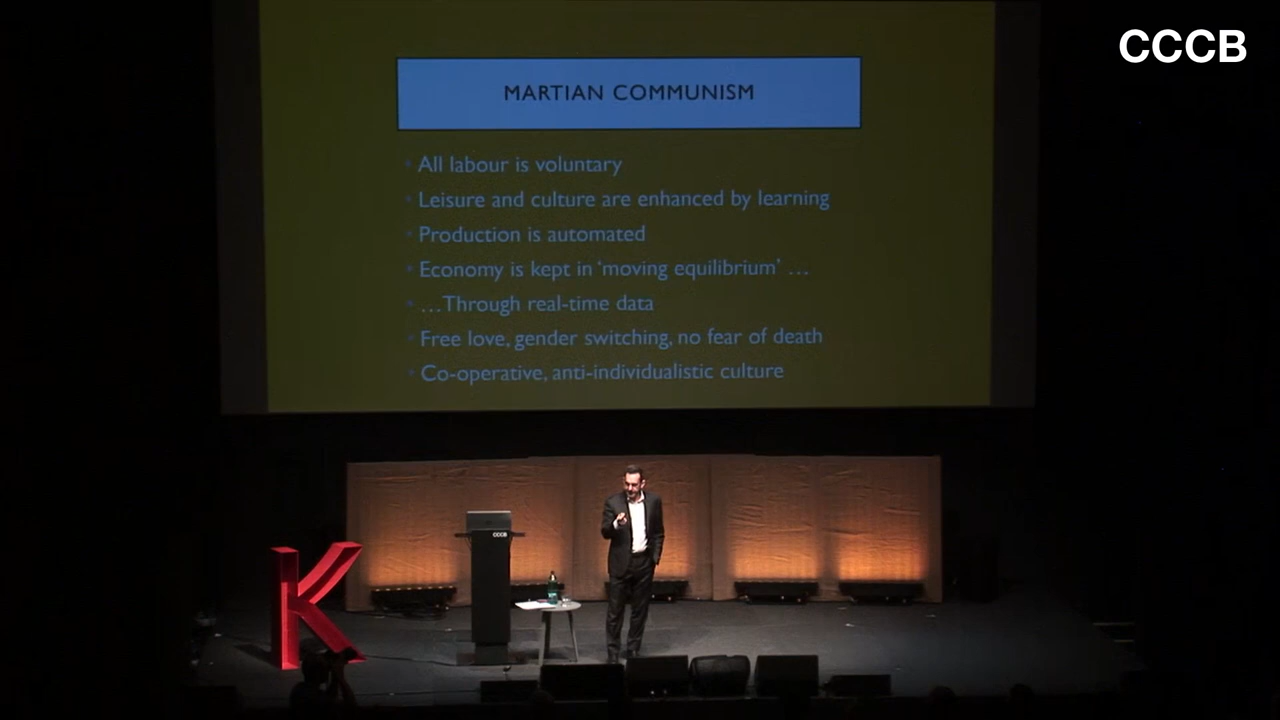 CCCB
MARTIAN COMMUNISM
• All labour is voluntary
• Leisure and culture are enhanced by learning
• Production is automated
• Economy is kept in ‘moving equilibrium’ …
• …Through real-time data
• Free love, gender switching, no fear of death
• Co-operative, anti-individualistic culture
CCCB
K